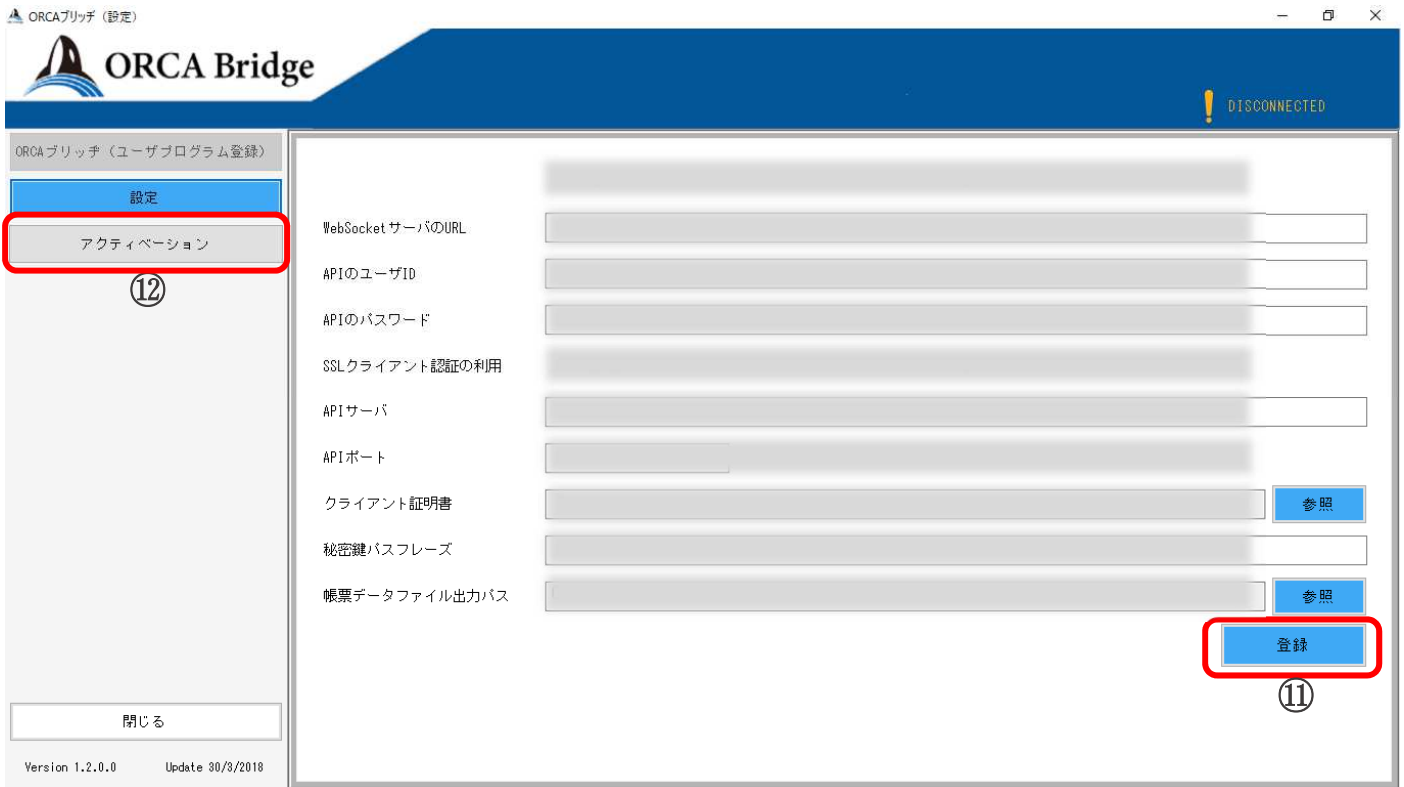 ORCAブリッヂ（設定）
ORCA Bridge
DISCONNECTED
ORCAブリッヂ（ユーザプログラム登録）
設定
アクティベーション
⑫
WebSocketサーバのURL
APIのユーザID
APIのパスワード
SSLクライアント認証の利用
APIサーバ
APIポート
クライアント証明書
参照
秘密鍵パスフレーズ
帳票データファイル出力パス
参照
登録
⑪
閉じる
Version 1.2.0.0 Update 30/3/2018